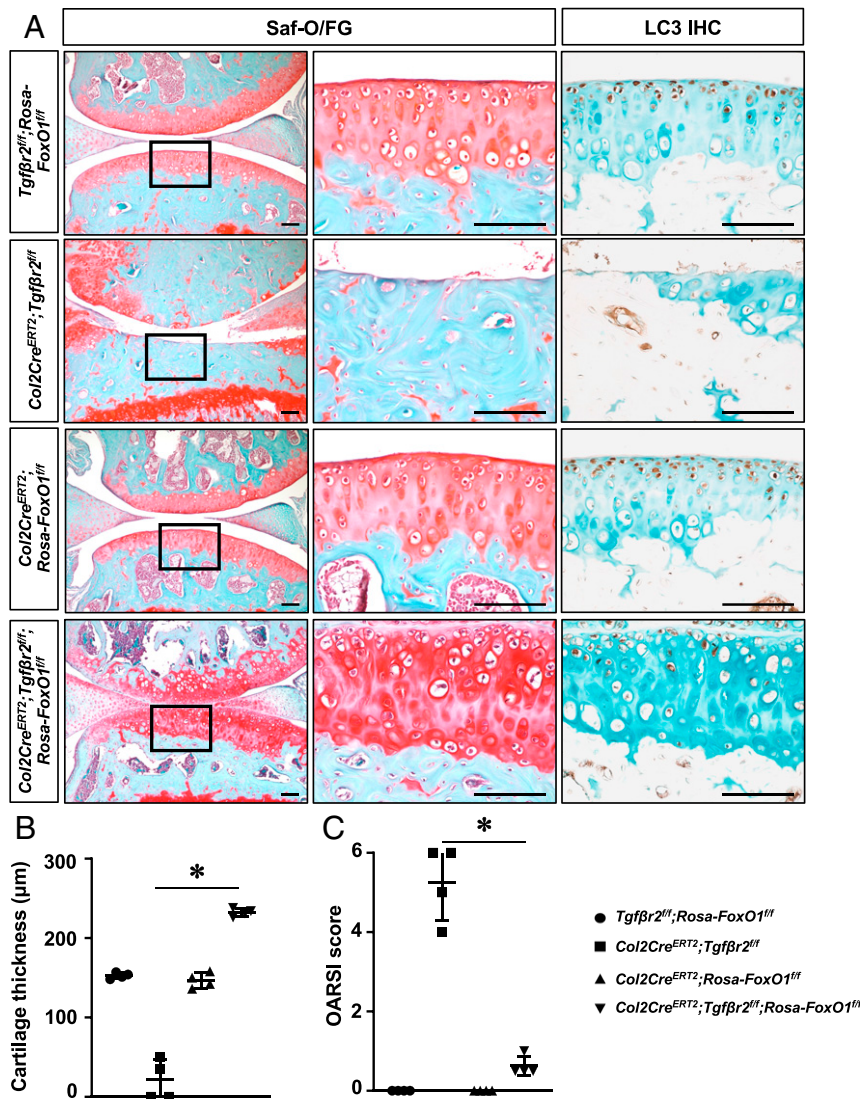 A
Saf-O/FG
LC3 IHC
Tgfβr2f/f;Rosa-
FoxO1f/f
Col2CreERT2;Tgfβr2f/f
Col2CreERT2;
Rosa-FoxO1f/f
Col2CreERT2;Tgfβr2f/f;
Rosa-FoxO1f/f
B
Cartilage thickness (μm)
300
200
100
0
*
C
OARSI score
6
4
2
0
*
Tgfβr2f/f;Rosa-FoxO1f/f
Col2CreERT2;Tgfβr2f/f
Col2CreERT2;Rosa-FoxO1f/f
Col2CreERT2;Tgfβr2f/f;Rosa-FoxO1f/f